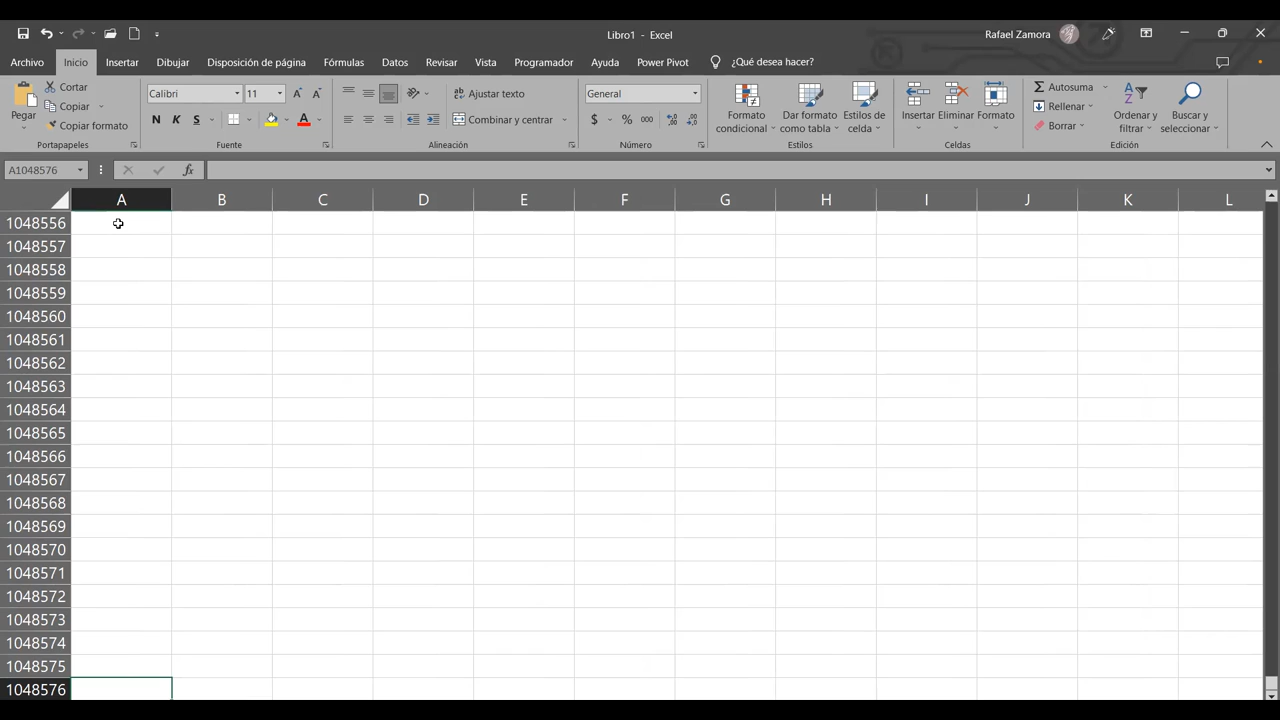 Libro1 - Excel
Rafael Zamora
Archivo Inicio Insertar Dibujar Disposición de página Fórmulas Datos Revisar Vista Programador Ayuda Power Pivot ¿Qué desea hacer?
Pegar
Cortar
Copiar
Copiar formato
Portapapeles
Calibri 11
N K S
Fuente
Ajustar texto
Combinar y centrar
Alineación
General
$ % 000
Número
Formato condicional
Dar formato como tabla
Estilos de celda
Estilos
Insertar Eliminar Formato
Celdas
Autosuma
Rellenar
Borrar
Ordenar y filtrar
Buscar y seleccionar
Edición
A1048576 fx
A B C D E F G H I J K L
1048556
1048557
1048558
1048559
1048560
1048561
1048562
1048563
1048564
1048565
1048566
1048567
1048568
1048569
1048570
1048571
1048572
1048573
1048574
1048575
1048576